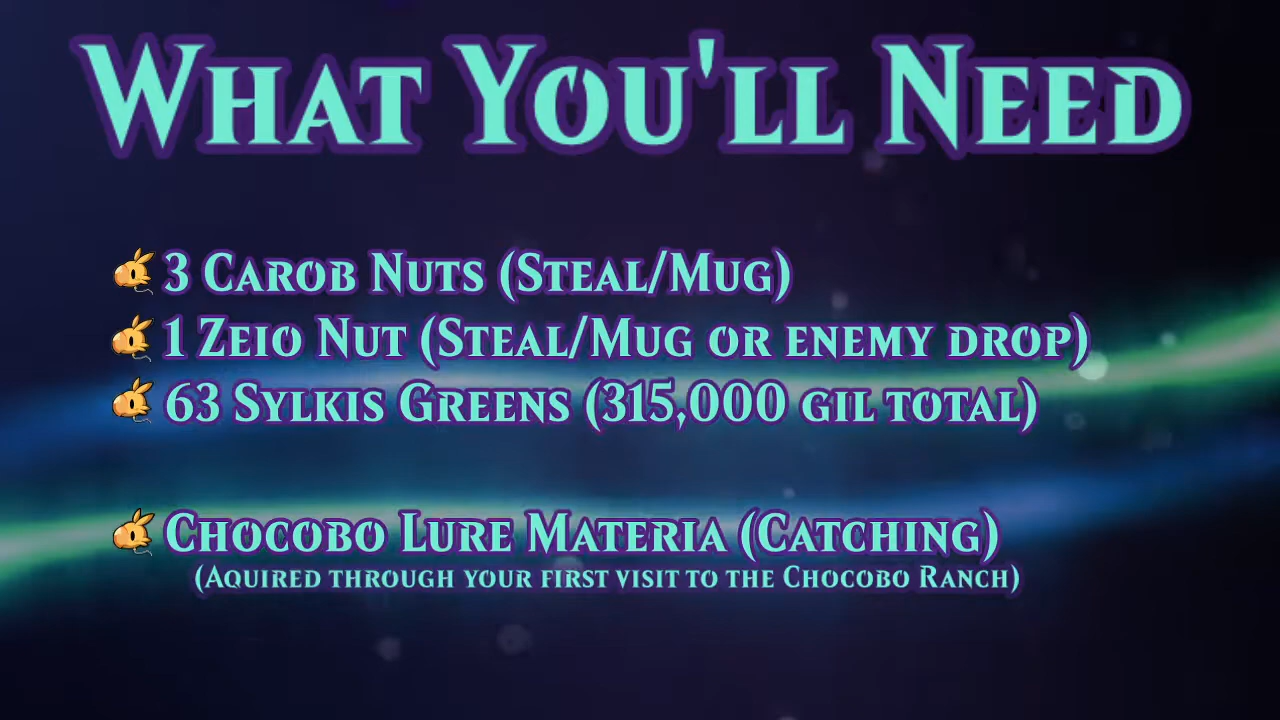 What You'll Need
3 Carob Nuts (Steal/Mug)
1 Zeio Nut (Steal/Mug or enemy drop)
63 Sylkis Greens (315,000 gil total)
Chocobo Lure Materia (Catching)
(Aquired through your first visit to the Chocobo Ranch)